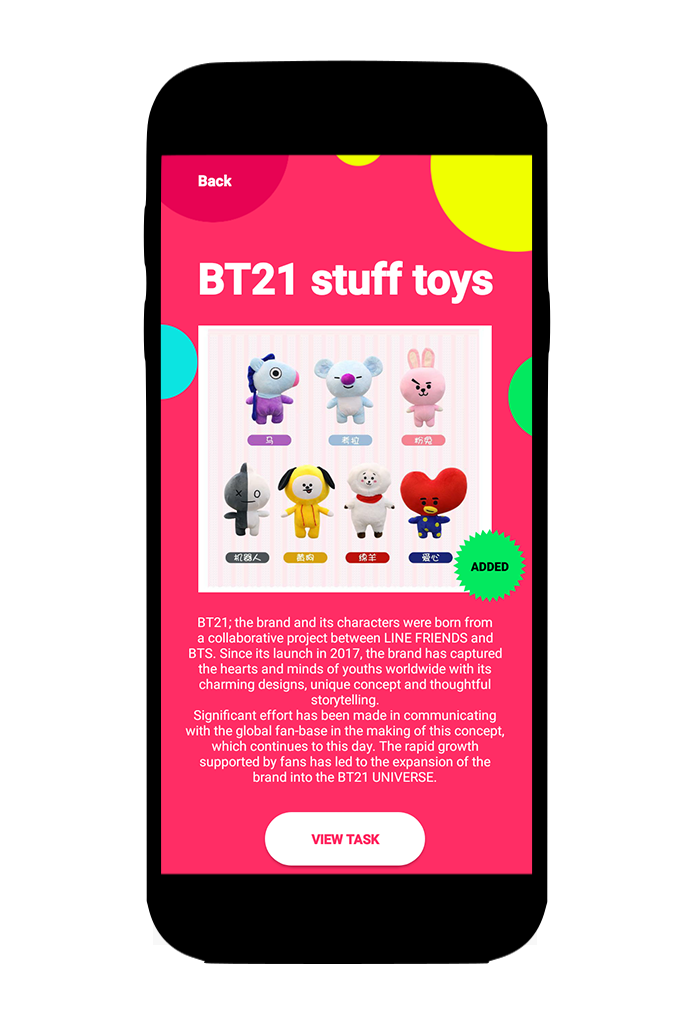 Back
BT21 stuff toys
马
考拉
粉兔
机器人
黄狗
绵羊
爱心
ADDED
BT21; the brand and its characters were born from
a collaborative project between LINE FRIENDS and
BTS. Since its launch in 2017, the brand has captured
the hearts and minds of youths worldwide with its
charming designs, unique concept and thoughtful
storytelling.
Significant effort has been made in communicating
with the global fan-base in the making of this concept,
which continues to this day. The rapid growth
supported by fans has led to the expansion of the
brand into the BT21 UNIVERSE.
VIEW TASK